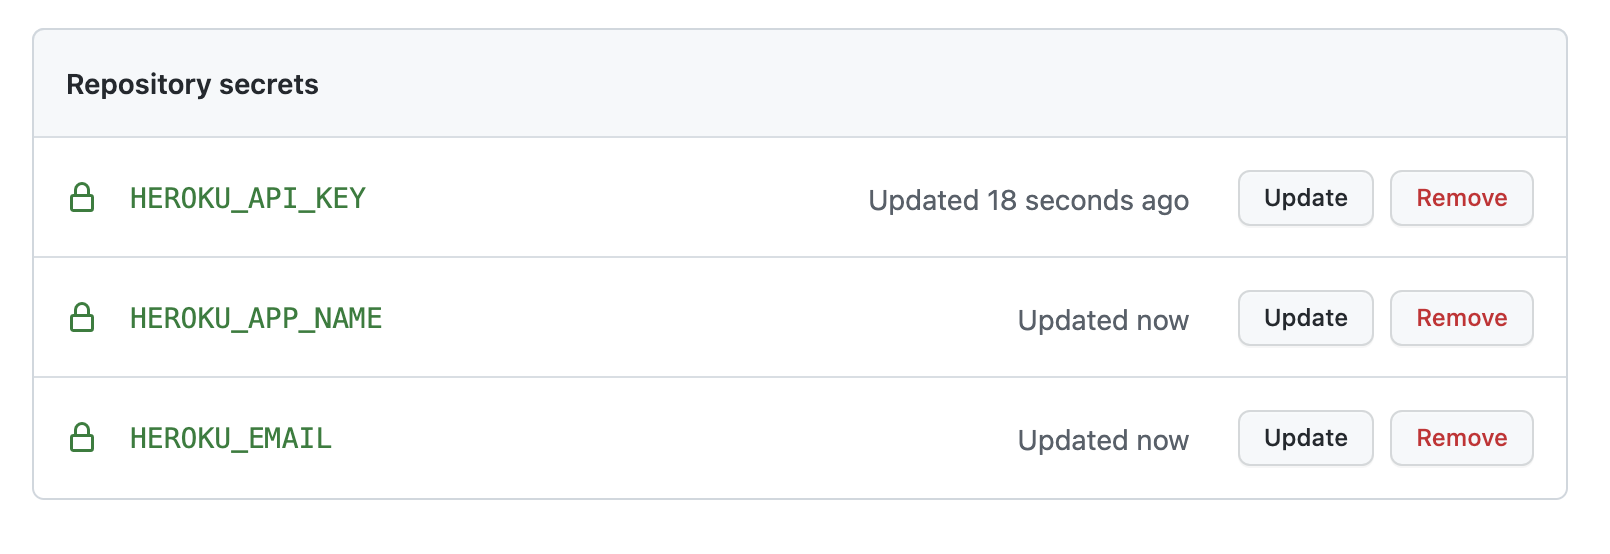 Repository secrets
HEROKU_API_KEY Updated 18 seconds ago Update Remove
HEROKU_APP_NAME Updated now Update Remove
HEROKU_EMAIL Updated now Update Remove